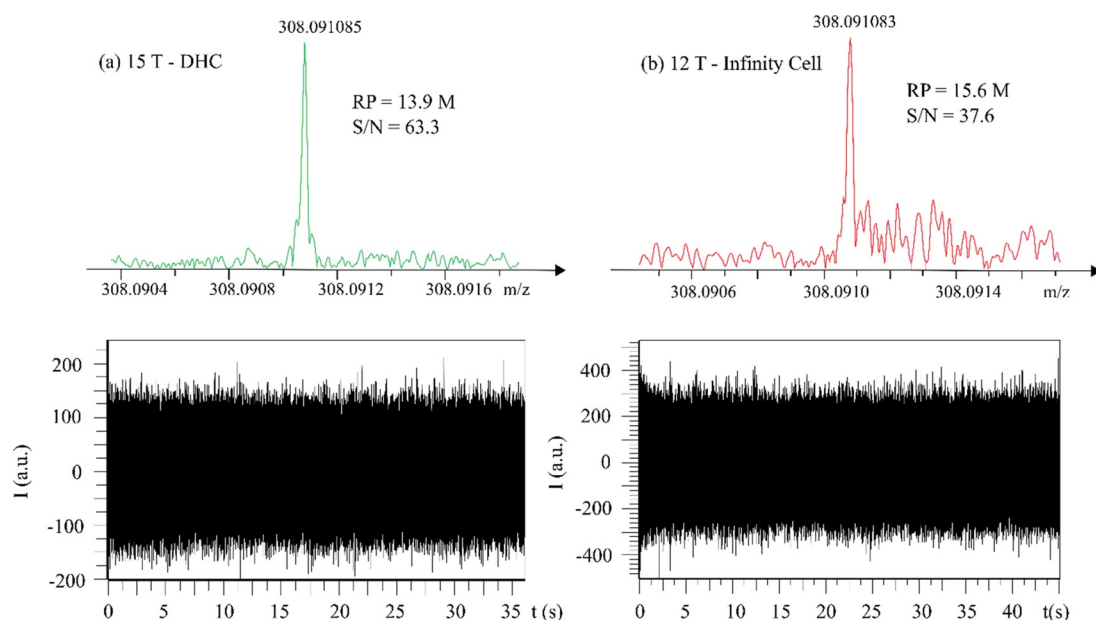 308.091085
(a) 15 T - DHC
RP = 13.9 M
S/N = 63.3
308.0904 308.0908 308.0912 308.0916 m/z
308.091083
(b) 12 T - Infinity Cell
RP = 15.6 M
S/N = 37.6
308.0906 308.0910 308.0914 m/z
I (a.u.)
200
100
0
-100
-200
0 5 10 15 20 25 30 35 t (s)
I (a.u.)
400
200
0
-200
-400
0 5 10 15 20 25 30 35 40 t(s)